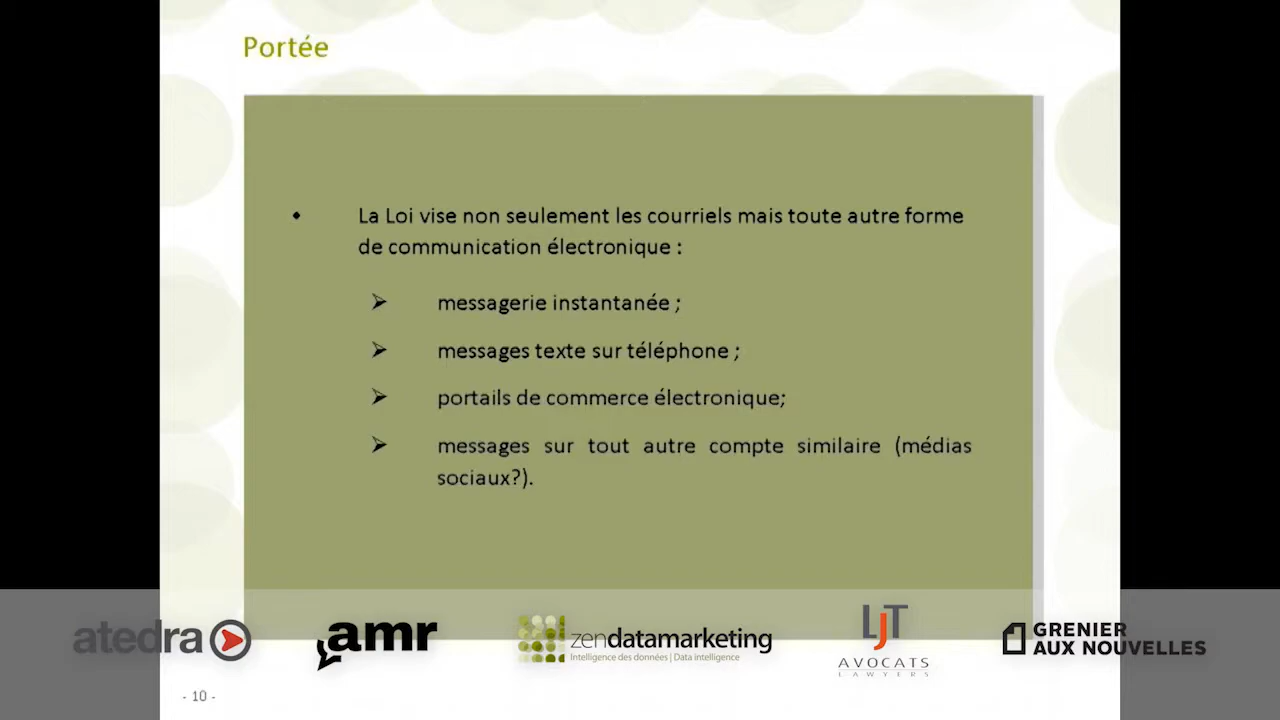 Portée
• La Loi vise non seulement les courriels mais toute autre forme
de communication électronique :
➢ messagerie instantanée ;
➢ messages texte sur téléphone ;
➢ portails de commerce électronique;
➢ messages sur tout autre compte similaire (médias
sociaux?).
atedra
amr
zendatamarketing
Intelligence des données | Data intelligence
LJT
AVOCATS
LAWYERS
GRENIER
AUX NOUVELLES
- 10 -